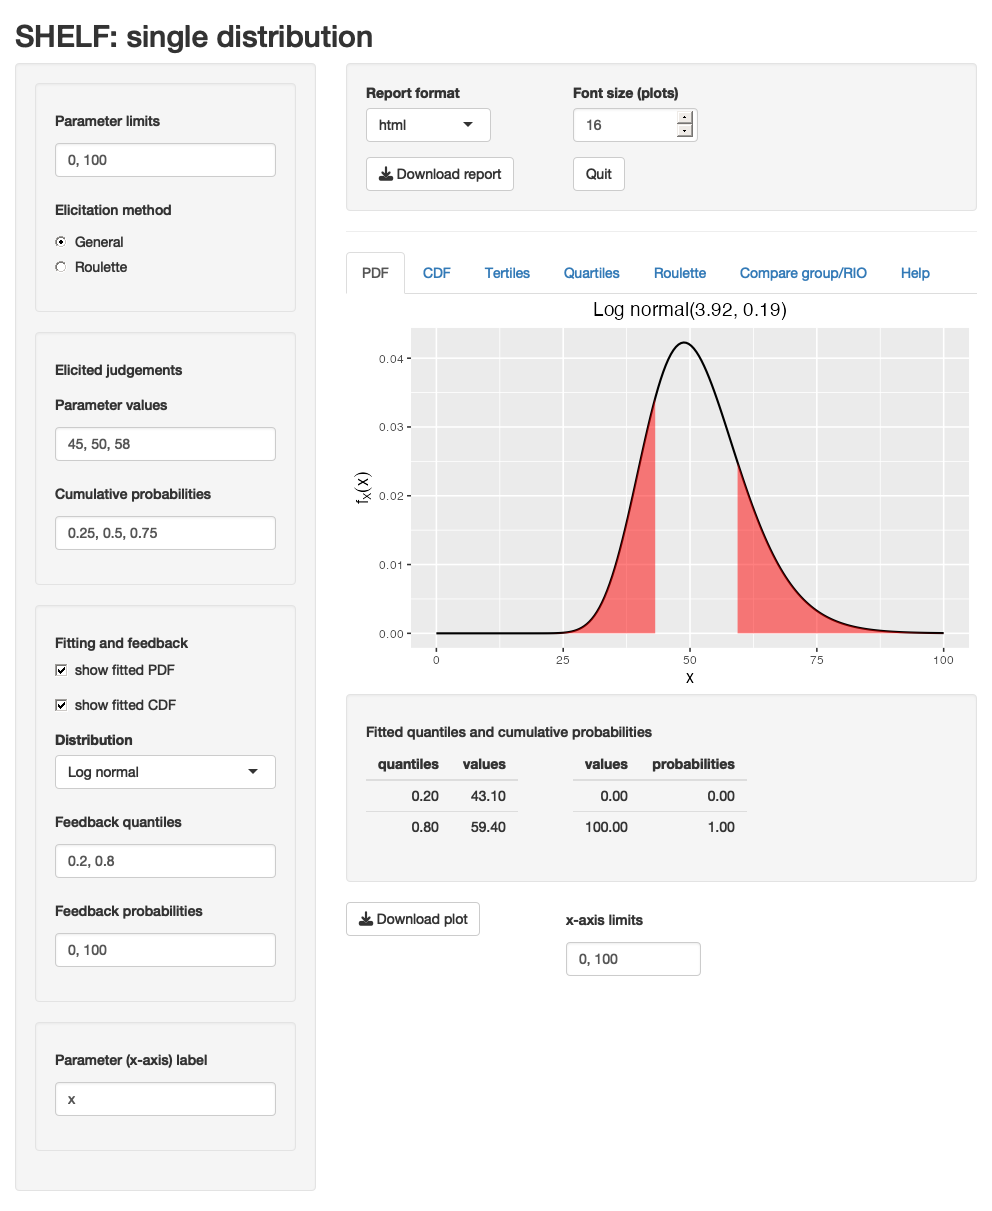 SHELF: single distribution
Parameter limits
0, 100
Elicitation method
General
Roulette
Elicited judgements
Parameter values
45, 50, 58
Cumulative probabilities
0.25, 0.5, 0.75
Fitting and feedback
show fitted PDF
show fitted CDF
Distribution
Log normal
Feedback quantiles
0.2, 0.8
Feedback probabilities
0, 100
Parameter (x-axis) label
x
Report format
Font size (plots)
html
16
Download report
Quit
PDF CDF Tertiles Quartiles Roulette Compare group/RIO Help
Log normal(3.92, 0.19)
0.04
0.03
0.02
0.01
0.00
fX(x)
0 25 50 75 100
x
Fitted quantiles and cumulative probabilities
quantiles values
0.20 43.10
0.80 59.40
values probabilities
0.00 0.00
100.00 1.00
Download plot
x-axis limits
0, 100